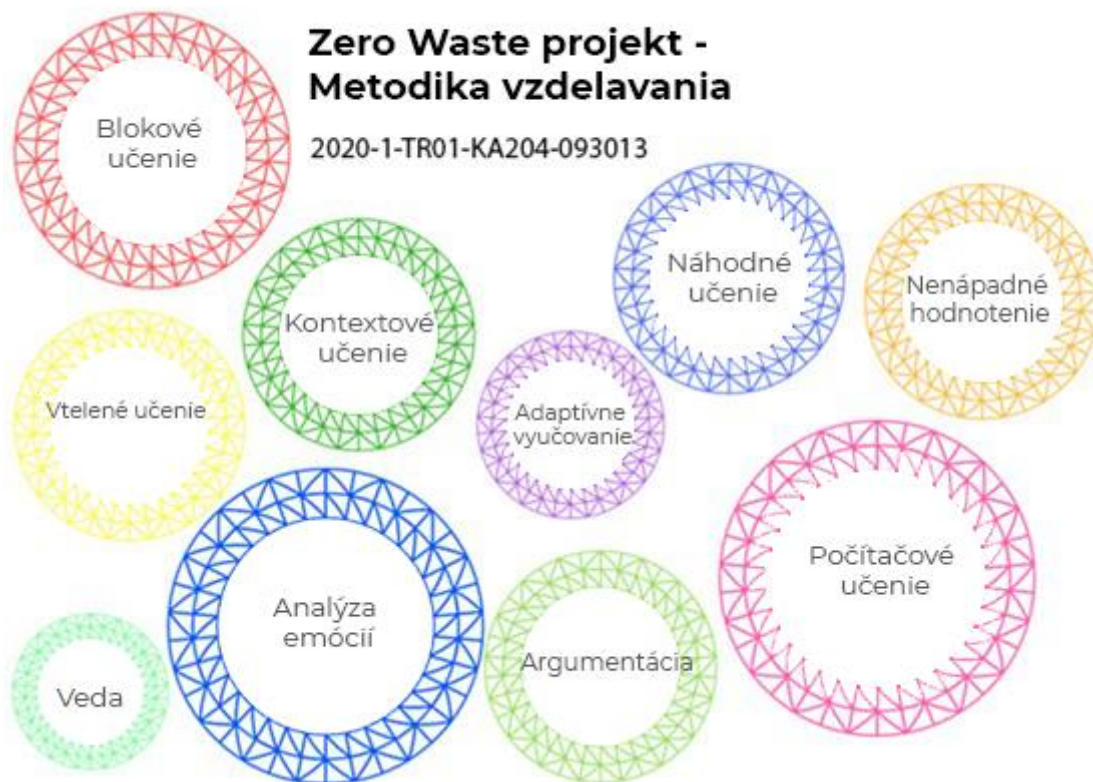 Zero Waste projekt -
Metodika vzdelavania
2020-1-TR01-KA204-093013
Blokové
učenie
Náhodné
učenie
Nenápadné
hodnotenie
Kontextové
učenie
Vtelené učenie
Adaptívne
vyučovanie
Počítačové
učenie
Analýza
emócií
Argumentácia
Veda